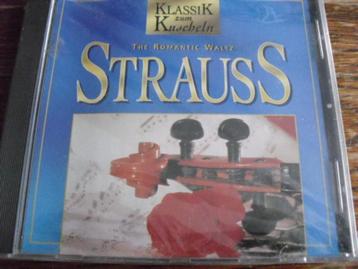 KLASSIK
zum
Kuscheln
THE ROMANTIC WALTZ
STRAUSS